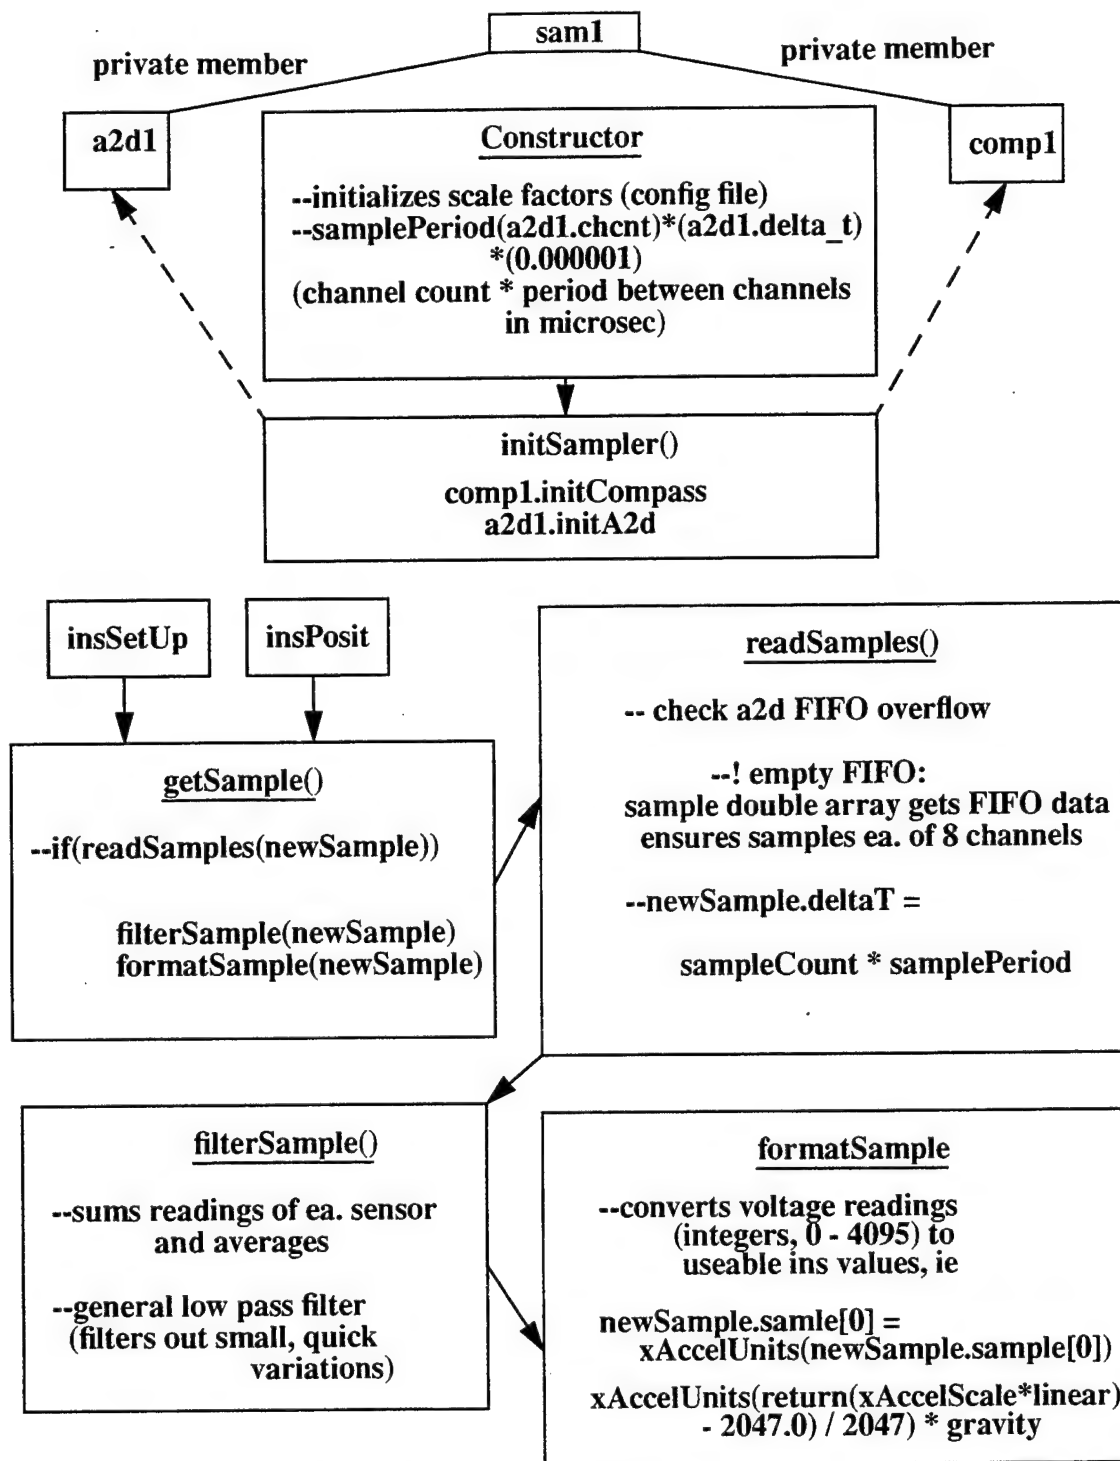 sam1
private member
private member
a2d1
comp1
Constructor
--initializes scale factors (config file)
--samplePeriod(a2d1.chcnt)*(a2d1.delta_t)
*(0.000001)
(channel count * period between channels
in microsec)
initSampler()
comp1.initCompass
a2d1.initA2d
insSetUp
insPosit
getSample()
--if(readSamples(newSample))
filterSample(newSample)
formatSample(newSample)
readSamples()
-- check a2d FIFO overflow
--! empty FIFO:
sample double array gets FIFO data
ensures samples ea. of 8 channels
--newSample.deltaT =
sampleCount * samplePeriod
filterSample()
--sums readings of ea. sensor
and averages
--general low pass filter
(filters out small, quick
variations)
formatSample
--converts voltage readings
(integers, 0 - 4095) to
useable ins values, ie
newSample.samle[0] =
xAccelUnits(newSample.sample[0])
xAccelUnits(return(xAccelScale*linear)
- 2047.0) / 2047) * gravity